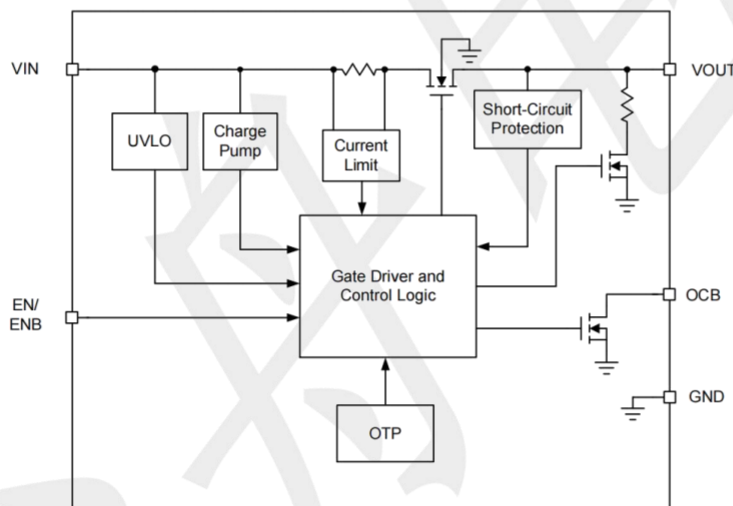 VIN
VOUT
UVLO
Charge
Pump
Current
Limit
Short-Circuit
Protection
Gate Driver and
Control Logic
EN/
ENB
OCB
GND
OTP